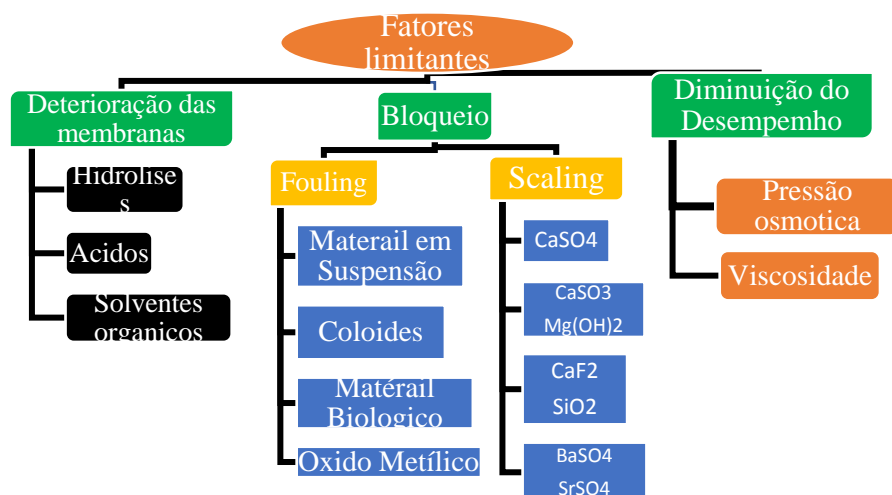 Fatores
limitantes
Deterioração das
membranas
Hidrolise
s
Acidos
Solventes
organicos
Bloqueio
Fouling
Materail em
Suspensão
Coloides
Matérail
Biologico
Oxido Metílico
Scaling
CaSO4
CaSO3
Mg(OH)2
CaF2
SiO2
BaSO4
SrSO4
Diminuição do
Desempemho
Pressão
osmotica
Viscosidade